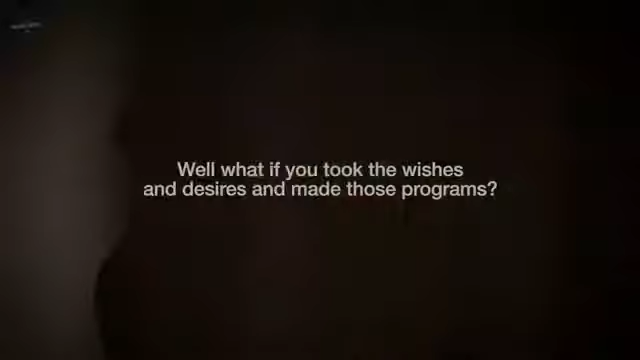 Well what if you took the wishes
and desires and made those programs?